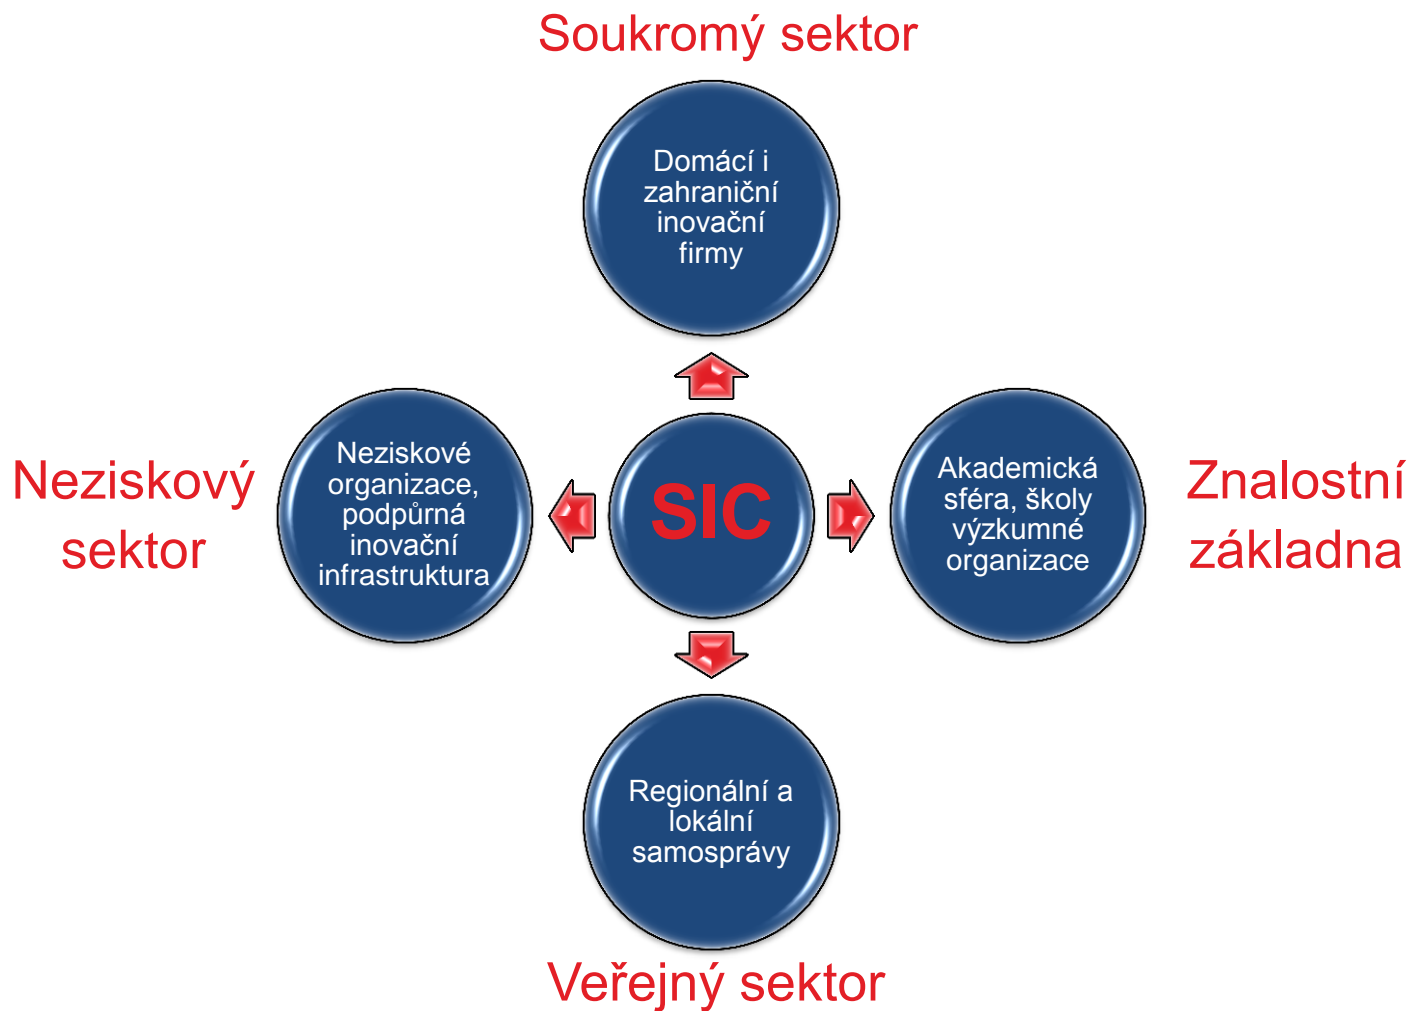 Soukromý sektor
Domácí i
zahraniční
inovační
firmy
Neziskový
sektor
Neziskové
organizace,
podpůrná
inovační
infrastruktura
SIC
Akademická
sféra, školy
výzkumné
organizace
Znalostní
základna
Regionální a
lokální
samosprávy
Veřejný sektor